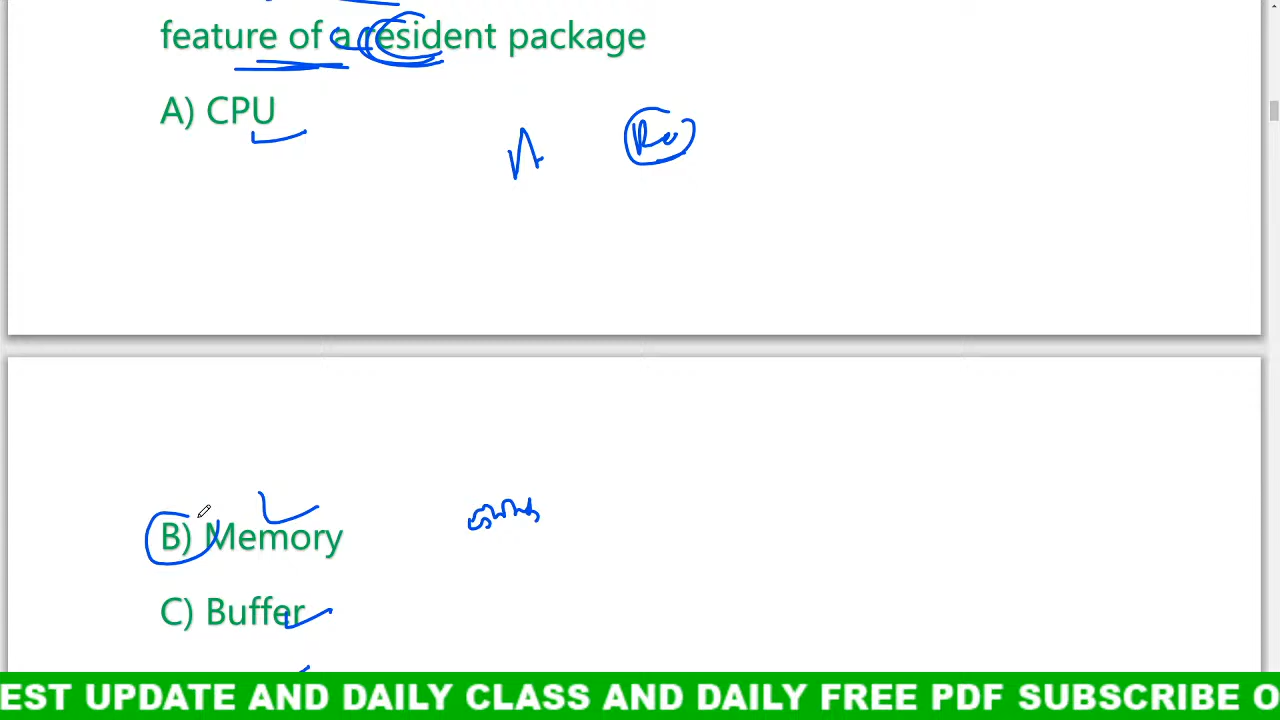 feature of a resident package
A) CPU
B) Memory
C) Buffer
EST UPDATE AND DAILY CLASS AND DAILY FREE PDF SUBSCRIBE O